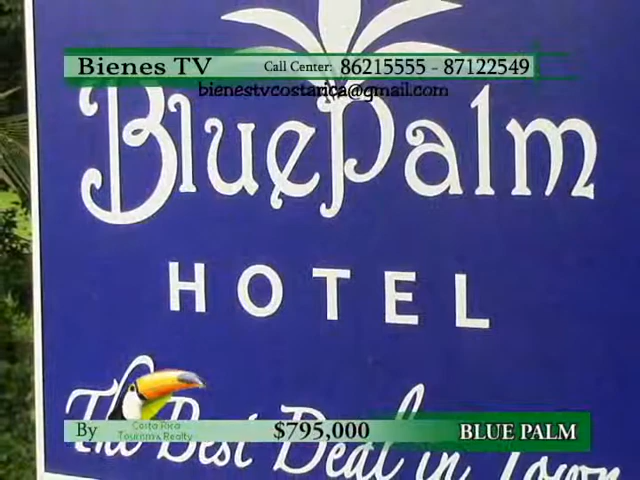 Bienes TV Call Center: 86215555 - 87122549
bienestvcostarica@gmail.com
BluePalm
HOTEL
The Best Deal in Town
By Costa Rica Tourism & Realty $795,000 BLUE PALM